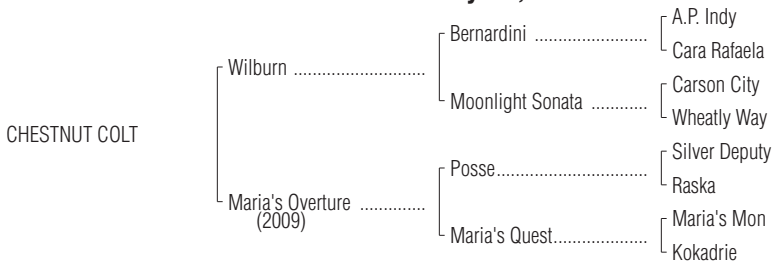 A.P. Indy
Bernardini ........................
Cara Rafaela
Wilburn ............................
Carson City
Moonlight Sonata ............
Wheatly Way
CHESTNUT COLT
Silver Deputy
Posse................................
Raska
Maria's Overture ..............
(2009)
Maria's Mon
Maria's Quest....................
Kokadrie